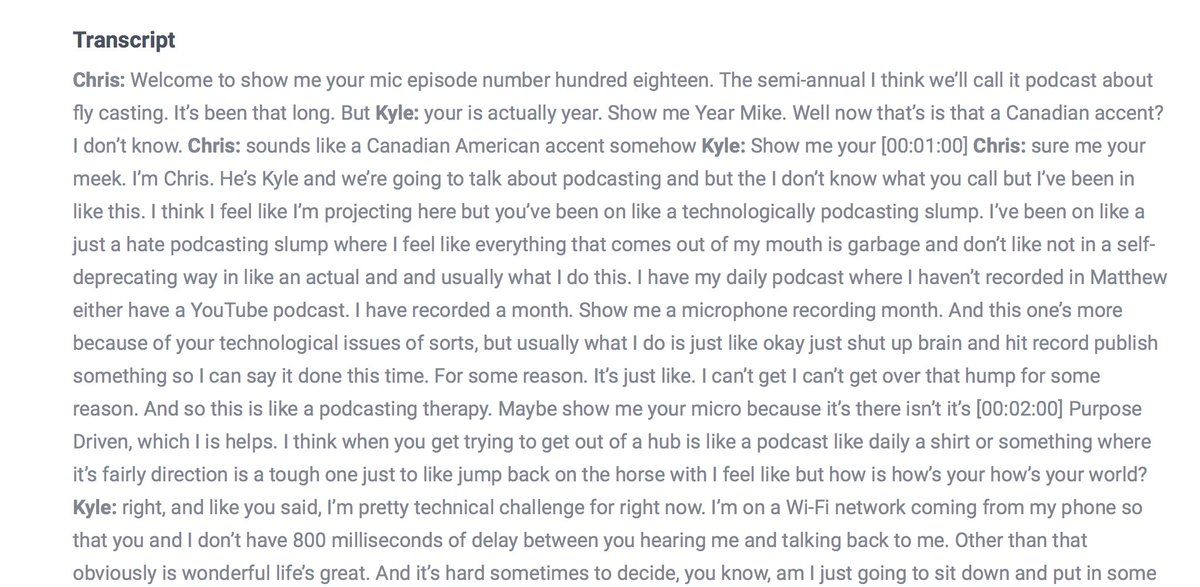 Transcript
Chris: Welcome to show me your mic episode number hundred eighteen. The semi-annual I think we’ll call it podcast about
fly casting. It’s been that long. But Kyle: your is actually year. Show me Year Mike. Well now that’s is that a Canadian accent?
I don’t know. Chris: sounds like a Canadian American accent somehow Kyle: Show me your [00:01:00] Chris: sure me your
meek. I’m Chris. He’s Kyle and we’re going to talk about podcasting and but the I don’t know what you call but I’ve been in
like this. I think I feel like I’m projecting here but you’ve been on like a technologically podcasting slump. I’ve been on like a
just a hate podcasting slump where I feel like everything that comes out of my mouth is garbage and don’t like not in a self-
deprecating way in like an actual and and usually what I do this. I have my daily podcast where I haven’t recorded in Matthew
either have a YouTube podcast. I have recorded a month. Show me a microphone recording month. And this one’s more
because of your technological issues of sorts, but usually what I do is just like okay just shut up brain and hit record publish
something so I can say it done this time. For some reason. It’s just like. I can’t get I can’t get over that hump for some
reason. And so this is like a podcasting therapy. Maybe show me your micro because it’s there isn’t it’s [00:02:00] Purpose
Driven, which I is helps. I think when you get trying to get out of a hub is like a podcast like daily a shirt or something where
it’s fairly direction is a tough one just to like jump back on the horse with I feel like but how is how’s your how’s your world?
Kyle: right, and like you said, I’m pretty technical challenge for right now. I’m on a Wi-Fi network coming from my phone so
that you and I don’t have 800 milliseconds of delay between you hearing me and talking back to me. Other than that
obviously is wonderful life’s great. And it’s hard sometimes to decide, you know, am I just going to sit down and put in some